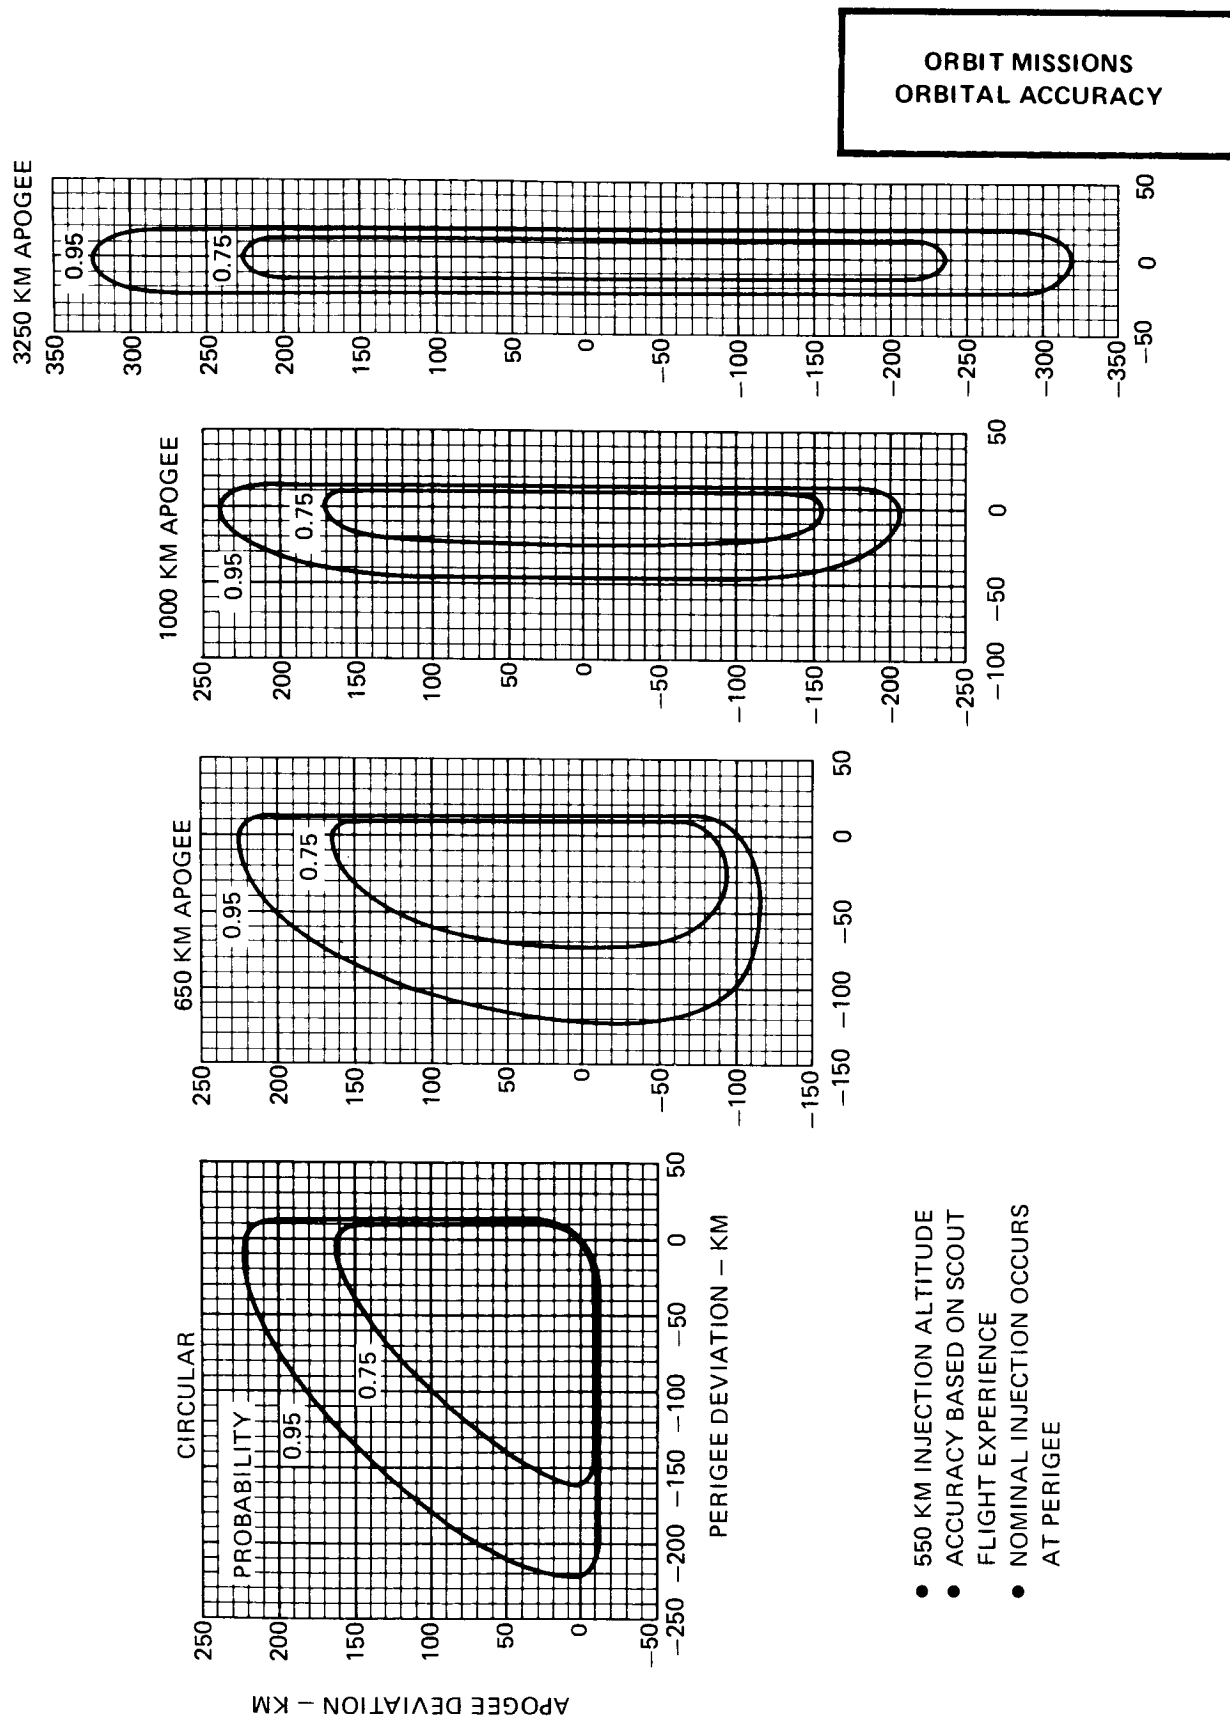 ORBIT MISSIONS
ORBITAL ACCURACY
CIRCULAR
250
200
150
100
50
0
−50
PROBABILITY
0.95
0.75
−250 −200 −150 −100 −50 0 50
APOGEE DEVIATION – KM
PERIGEE DEVIATION – KM
650 KM APOGEE
250
200
150
100
50
0
−50
−100
−150
0.95
0.75
−150 −100 −50 0 50
1000 KM APOGEE
250
200
150
100
50
0
−50
−100
−150
−200
−250
0.95
0.75
−100 −50 0 50
3250 KM APOGEE
350
300
250
200
150
100
50
0
−50
−100
−150
−200
−250
−300
−350
0.95
0.75
−50 0 50
● 550 KM INJECTION ALTITUDE
● ACCURACY BASED ON SCOUT
FLIGHT EXPERIENCE
● NOMINAL INJECTION OCCURS
AT PERIGEE